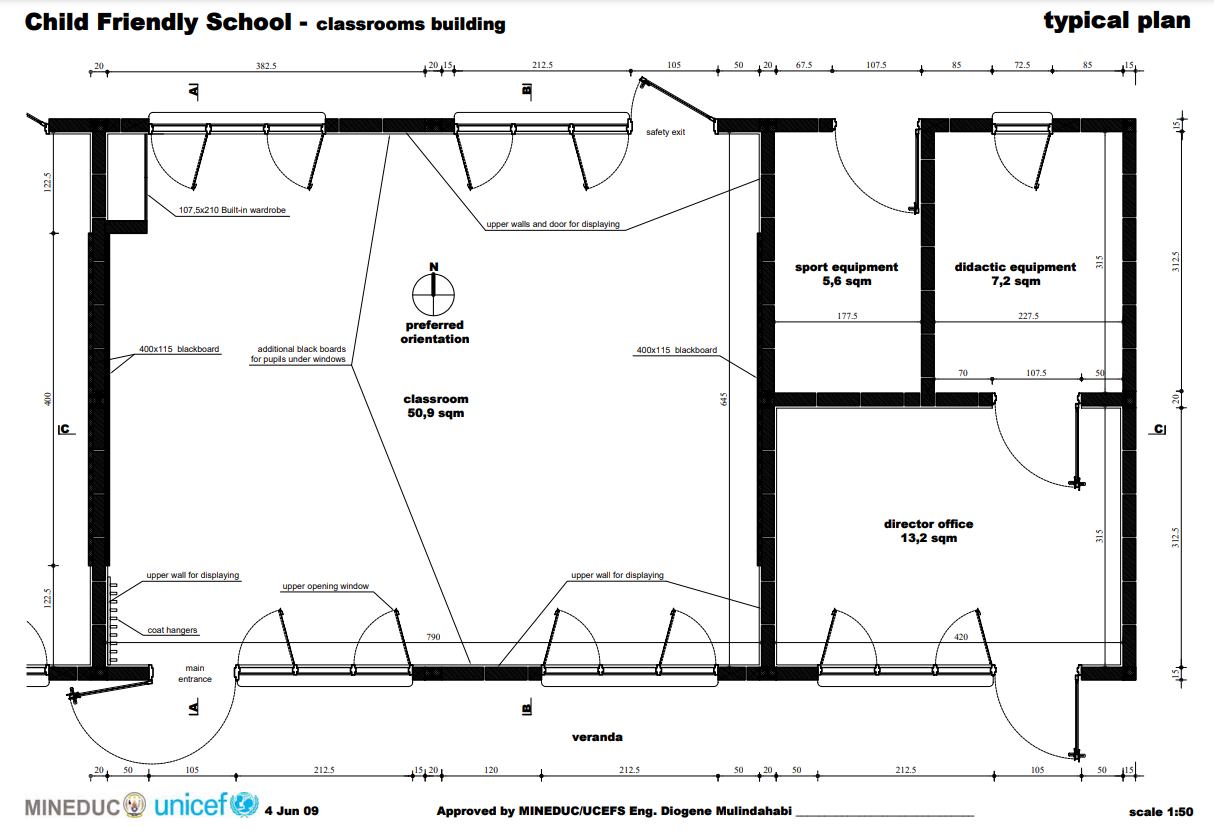 Child Friendly School - classrooms building
typical plan
20 382.5 20 15 212.5 105 50 20 67.5 107.5 85 72.5 85 15
A B
safety exit
15
122.5
107,5x210 Built-in wardrobe
upper walls and door for displaying
N
preferred
orientation
sport equipment
5,6 sqm
didactic equipment
7,2 sqm
315
312.5
177.5 227.5
400x115 blackboard
additional black boards
for pupils under windows
400x115 blackboard
70 107.5 50
classroom
50,9 sqm
400
645
20
C C
director office
13,2 sqm
315
312.5
upper wall for displaying
upper opening window
upper wall for displaying
122.5
coat hangers
790 420
main
entrance
15
A B
veranda
20 50 105 212.5 15 20 120 212.5 50 20 50 212.5 105 50 15
MINEDUC unicef 4 Jun 09
Approved by MINEDUC/UCEFS Eng. Diogene Mulindahabi ___________________________
scale 1:50